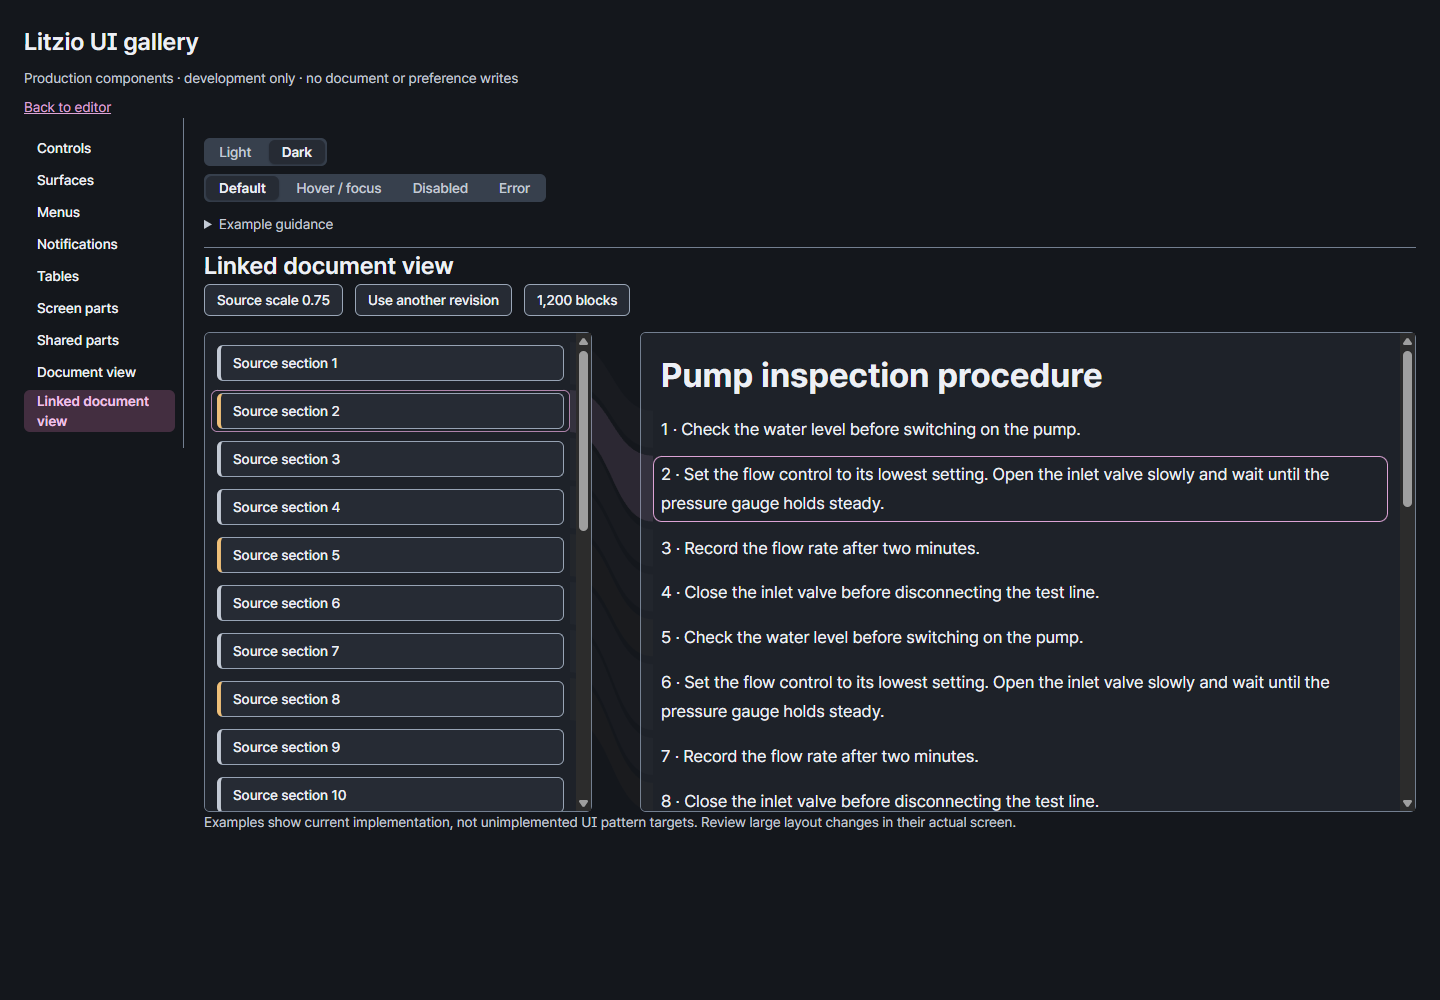 Litzio UI gallery
Production components · development only · no document or preference writes
Back to editor
Controls
Surfaces
Menus
Notifications
Tables
Screen parts
Shared parts
Document view
Linked document
view
Light
Dark
Default
Hover / focus
Disabled
Error
Example guidance
Linked document view
Source scale 0.75
Use another revision
1,200 blocks
Source section 1
Source section 2
Source section 3
Source section 4
Source section 5
Source section 6
Source section 7
Source section 8
Source section 9
Source section 10
Pump inspection procedure
1 · Check the water level before switching on the pump.
2 · Set the flow control to its lowest setting. Open the inlet valve slowly and wait until the
pressure gauge holds steady.
3 · Record the flow rate after two minutes.
4 · Close the inlet valve before disconnecting the test line.
5 · Check the water level before switching on the pump.
6 · Set the flow control to its lowest setting. Open the inlet valve slowly and wait until the
pressure gauge holds steady.
7 · Record the flow rate after two minutes.
8 · Close the inlet valve before disconnecting the test line.
Examples show current implementation, not unimplemented UI pattern targets. Review large layout changes in their actual screen.